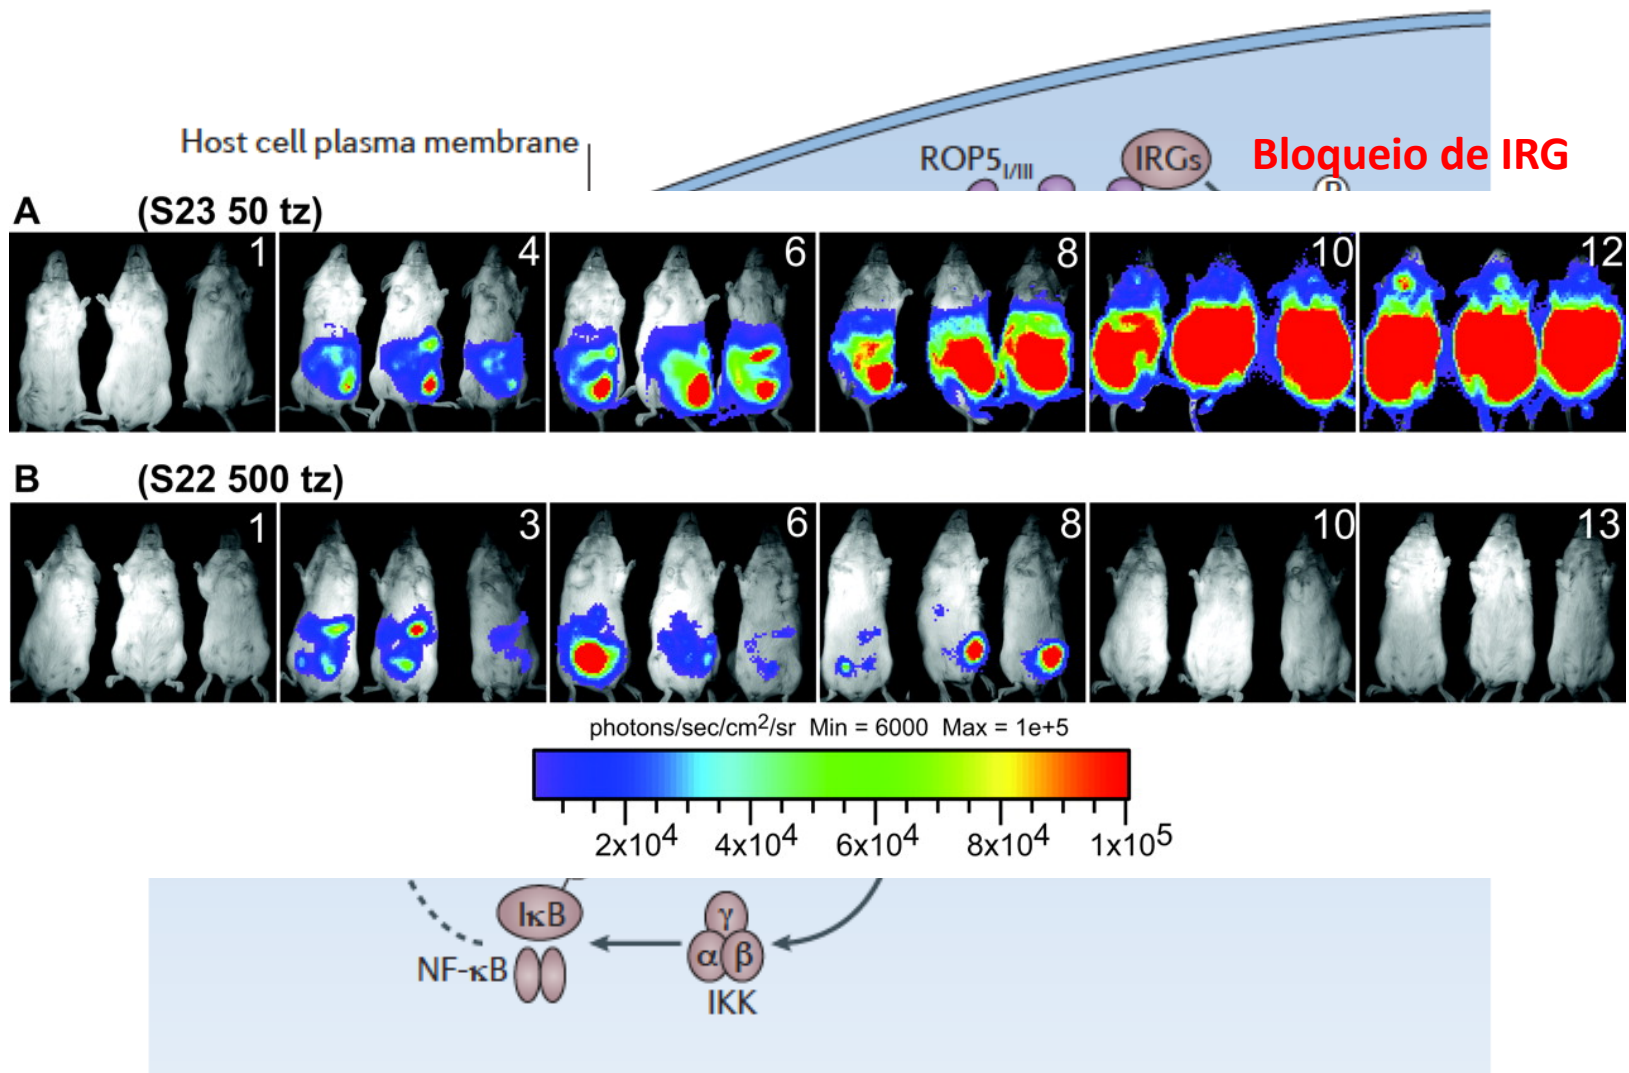 Host cell plasma membrane
ROP5I/III
IRGs
Bloqueio de IRG
P
A (S23 50 tz)
1 4 6 8 10 12
B (S22 500 tz)
1 3 6 8 10 13
photons/sec/cm²/sr Min = 6000 Max = 1e+5
2x10⁴ 4x10⁴ 6x10⁴ 8x10⁴ 1x10⁵
IκB
γ
α β
NF-κB
IKK